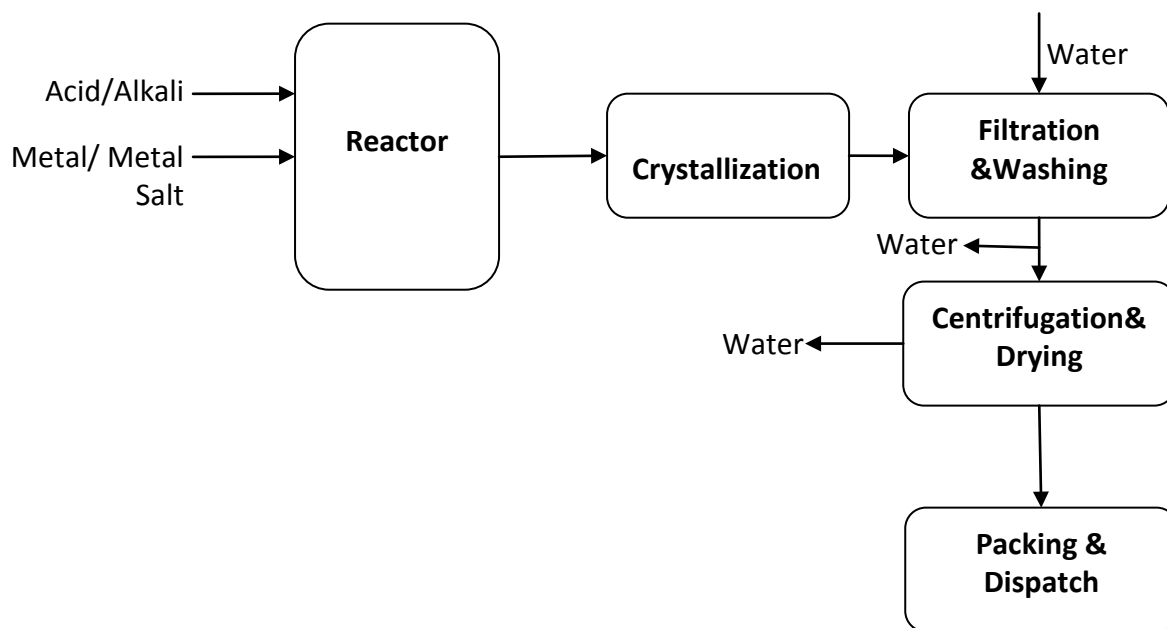 Water
Acid/Alkali
Metal/ Metal
Salt
Reactor
Crystallization
Filtration
&Washing
Water
Centrifugation&
Drying
Water
Packing &
Dispatch